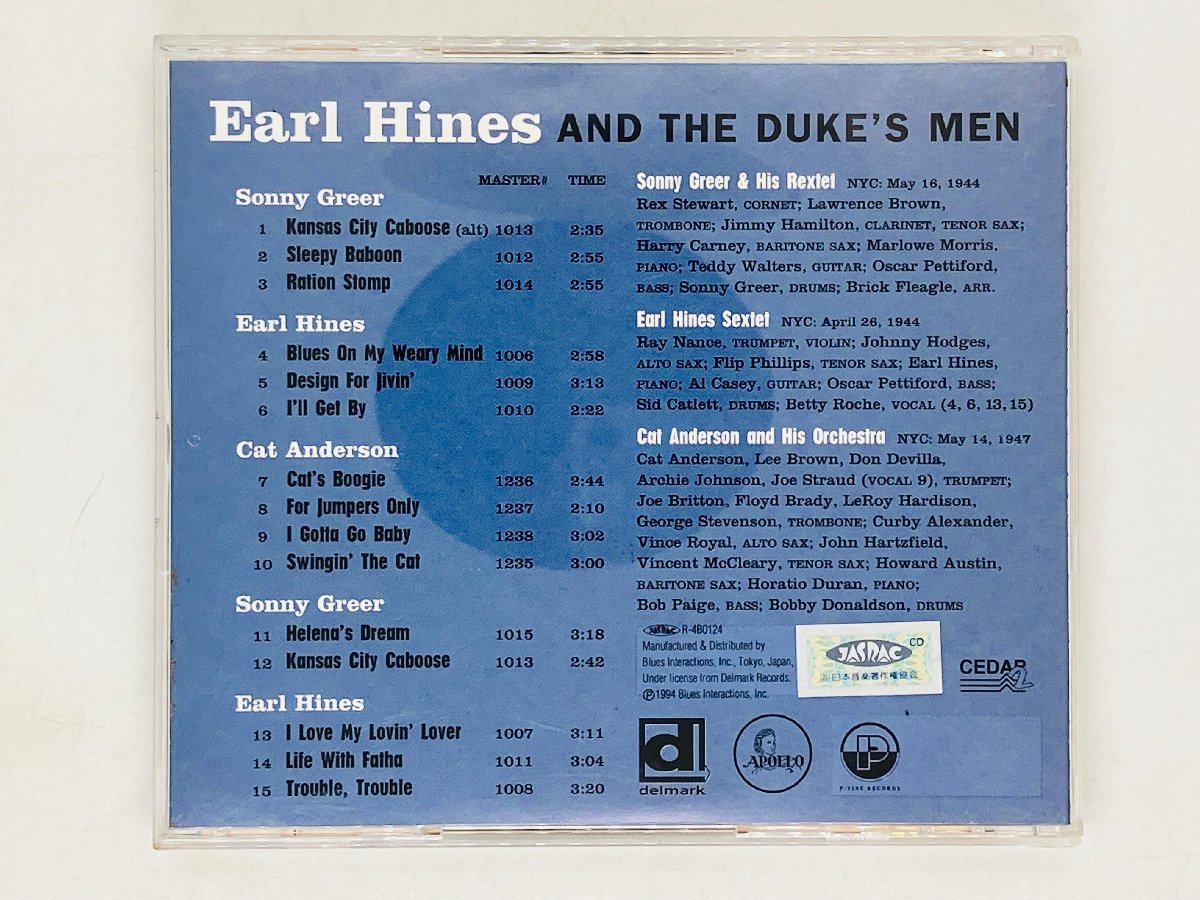 Earl Hines AND THE DUKE'S MEN
MASTER# TIME
Sonny Greer
1 Kansas City Caboose (alt) 1013 2:35
2 Sleepy Baboon 1012 2:55
3 Ration Stomp 1014 2:55
Earl Hines
4 Blues On My Weary Mind 1006 2:58
5 Design For Jivin' 1009 3:13
6 I'll Get By 1010 2:22
Cat Anderson
7 Cat's Boogie 1236 2:44
8 For Jumpers Only 1237 2:10
9 I Gotta Go Baby 1238 3:02
10 Swingin' The Cat 1235 3:00
Sonny Greer
11 Helena's Dream 1015 3:18
12 Kansas City Caboose 1013 2:42
Earl Hines
13 I Love My Lovin' Lover 1007 3:11
14 Life With Fatha 1011 3:04
15 Trouble, Trouble 1008 3:20
Sonny Greer & His Rextet NYC: May 16, 1944
Rex Stewart, CORNET; Lawrence Brown,
TROMBONE; Jimmy Hamilton, CLARINET, TENOR SAX;
Harry Carney, BARITONE SAX; Marlowe Morris,
PIANO; Teddy Walters, GUITAR; Oscar Pettiford,
BASS; Sonny Greer, DRUMS; Brick Fleagle, ARR.
Earl Hines Sextet NYC: April 26, 1944
Ray Nance, TRUMPET, VIOLIN; Johnny Hodges,
ALTO SAX; Flip Phillips, TENOR SAX; Earl Hines,
PIANO; Al Casey, GUITAR; Oscar Pettiford, BASS;
Sid Catlett, DRUMS; Betty Roche, VOCAL (4, 6, 13, 15)
Cat Anderson and His Orchestra NYC: May 14, 1947
Cat Anderson, Lee Brown, Don Devilla,
Archie Johnson, Joe Straud (VOCAL 9), TRUMPET;
Joe Britton, Floyd Brady, LeRoy Hardison,
George Stevenson, TROMBONE; Curby Alexander,
Vince Royal, ALTO SAX; John Hartzfield,
Vincent McCleary, TENOR SAX; Howard Austin,
BARITONE SAX; Horatio Duran, PIANO;
Bob Paige, BASS; Bobby Donaldson, DRUMS
JASRAC R-480124
Manufactured & Distributed by
Blues Interactions, Inc., Tokyo, Japan,
Under license from Delmark Records.
Ⓟ1994 Blues Interactions, Inc.
JASRAC CD
日本音楽著作権協会
CEDAR
dl
delmark
APOLLO
P
P-VINE RECORDS